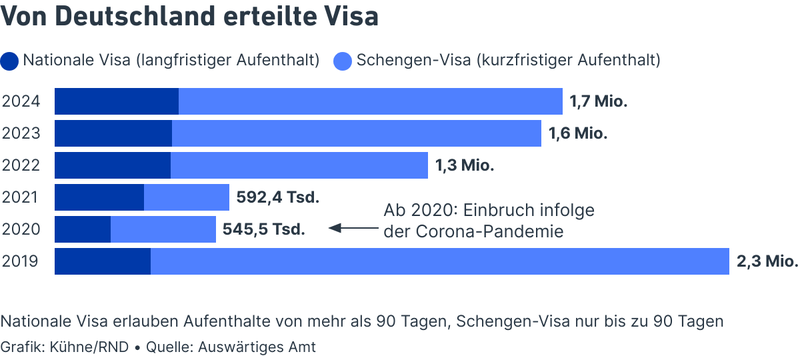 Von Deutschland erteilte Visa
Nationale Visa (langfristiger Aufenthalt) Schengen-Visa (kurzfristiger Aufenthalt)
2024 1,7 Mio.
2023 1,6 Mio.
2022 1,3 Mio.
2021 592,4 Tsd.
Ab 2020: Einbruch infolge
2020 545,5 Tsd. der Corona-Pandemie
2019 2,3 Mio.
Nationale Visa erlauben Aufenthalte von mehr als 90 Tagen, Schengen-Visa nur bis zu 90 Tagen
Grafik: Kühne/RND • Quelle: Auswärtiges Amt